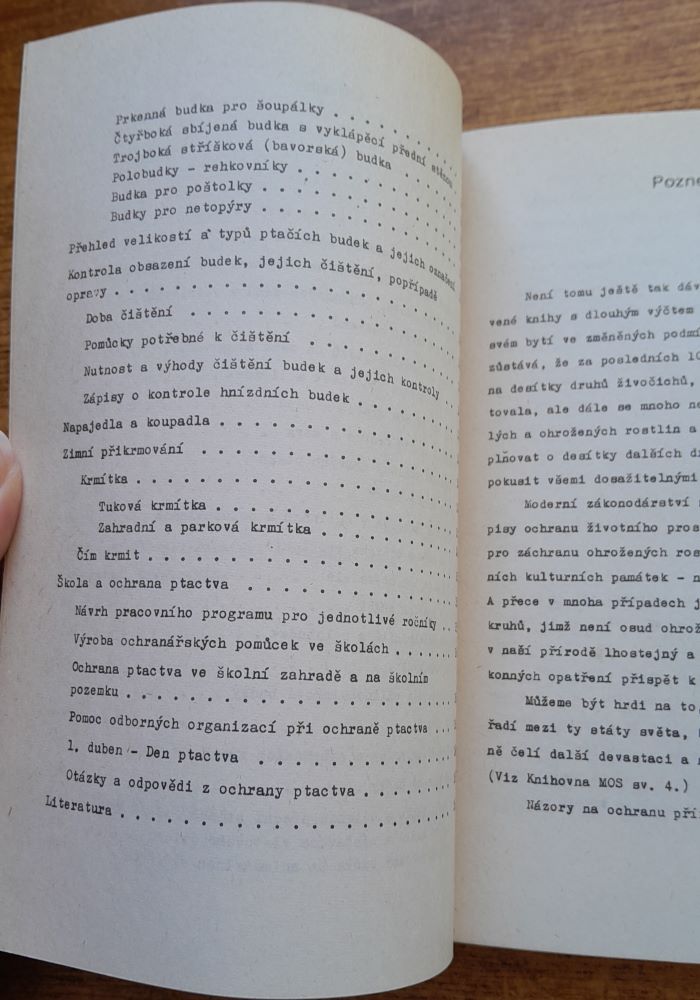 Prkenná budka pro šoupálky . . . . . . . . .
Čtyřboká sbíjená budka s vyklápěcí přední stěnou
Trojboká stříšková (bavorská) budka . . . .
Polobudky - rehkovníky . . . . . . . . . .
Budka pro poštolky . . . . . . . . . . . .
Budky pro netopýry . . . . . . . . . . . .
Přehled velikostí a typů ptačích budek a jejich označení
Kontrola obsazení budek, jejich čištění, popřípadě
opravy . . . . . . . . . . . . . . . . . .
Doba čištění . . . . . . . . . . . . . . .
Pomůcky potřebné k čištění . . . . . . . .
Nutnost a výhody čištění budek a jejich kontroly
Zápisy o kontrole hnízdních budek . . . . . .
Napajedla a koupadla . . . . . . . . . . . .
Zimní přikrmování . . . . . . . . . . . . .
Krmítka . . . . . . . . . . . . . . . . . .
Tuková krmítka . . . . . . . . . . . . . .
Zahradní a parková krmítka . . . . . . . .
Čím krmit . . . . . . . . . . . . . . . . .
Škola a ochrana ptactva . . . . . . . . . .
Návrh pracovního programu pro jednotlivé ročníky . .
Výroba ochranářských pomůcek ve školách . . . . .
Ochrana ptactva ve školní zahradě a na školním
pozemku . . . . . . . . . . . . . . . . . .
Pomoc odborných organizací při ochraně ptactva . . .
1. duben - Den ptactva . . . . . . . . . . .
Otázky a odpovědi z ochrany ptactva . . . . . .
Literatura . . . . . . . . . . . . . . . . .
Pozne
Není tomu ještě tak dáv
vené knihy s dlouhým výčtem
svém bytí ve změněných podmí
zůstává, že za posledních 10
na desítky druhů živočichů,
tovala, ale dále se mnoho ne
lých a ohrožených rostlin a
plňovat o desítky dalších d
pokusit všemi dosažitelnými
Moderní zákonodárství
pisy ochranu životního pros
pro záchranu ohrožených ros
ních kulturních památek - n
A přece v mnoha případech j
kruhů, jimž není osud ohrož
v naší přírodě lhostejný a
konných opatření přispět k
Můžeme být hrdi na to,
řadí mezi ty státy světa,
ně čelí další devastaci a
(Viz Knihovna MOS sv. 4.)
Názory na ochranu pří